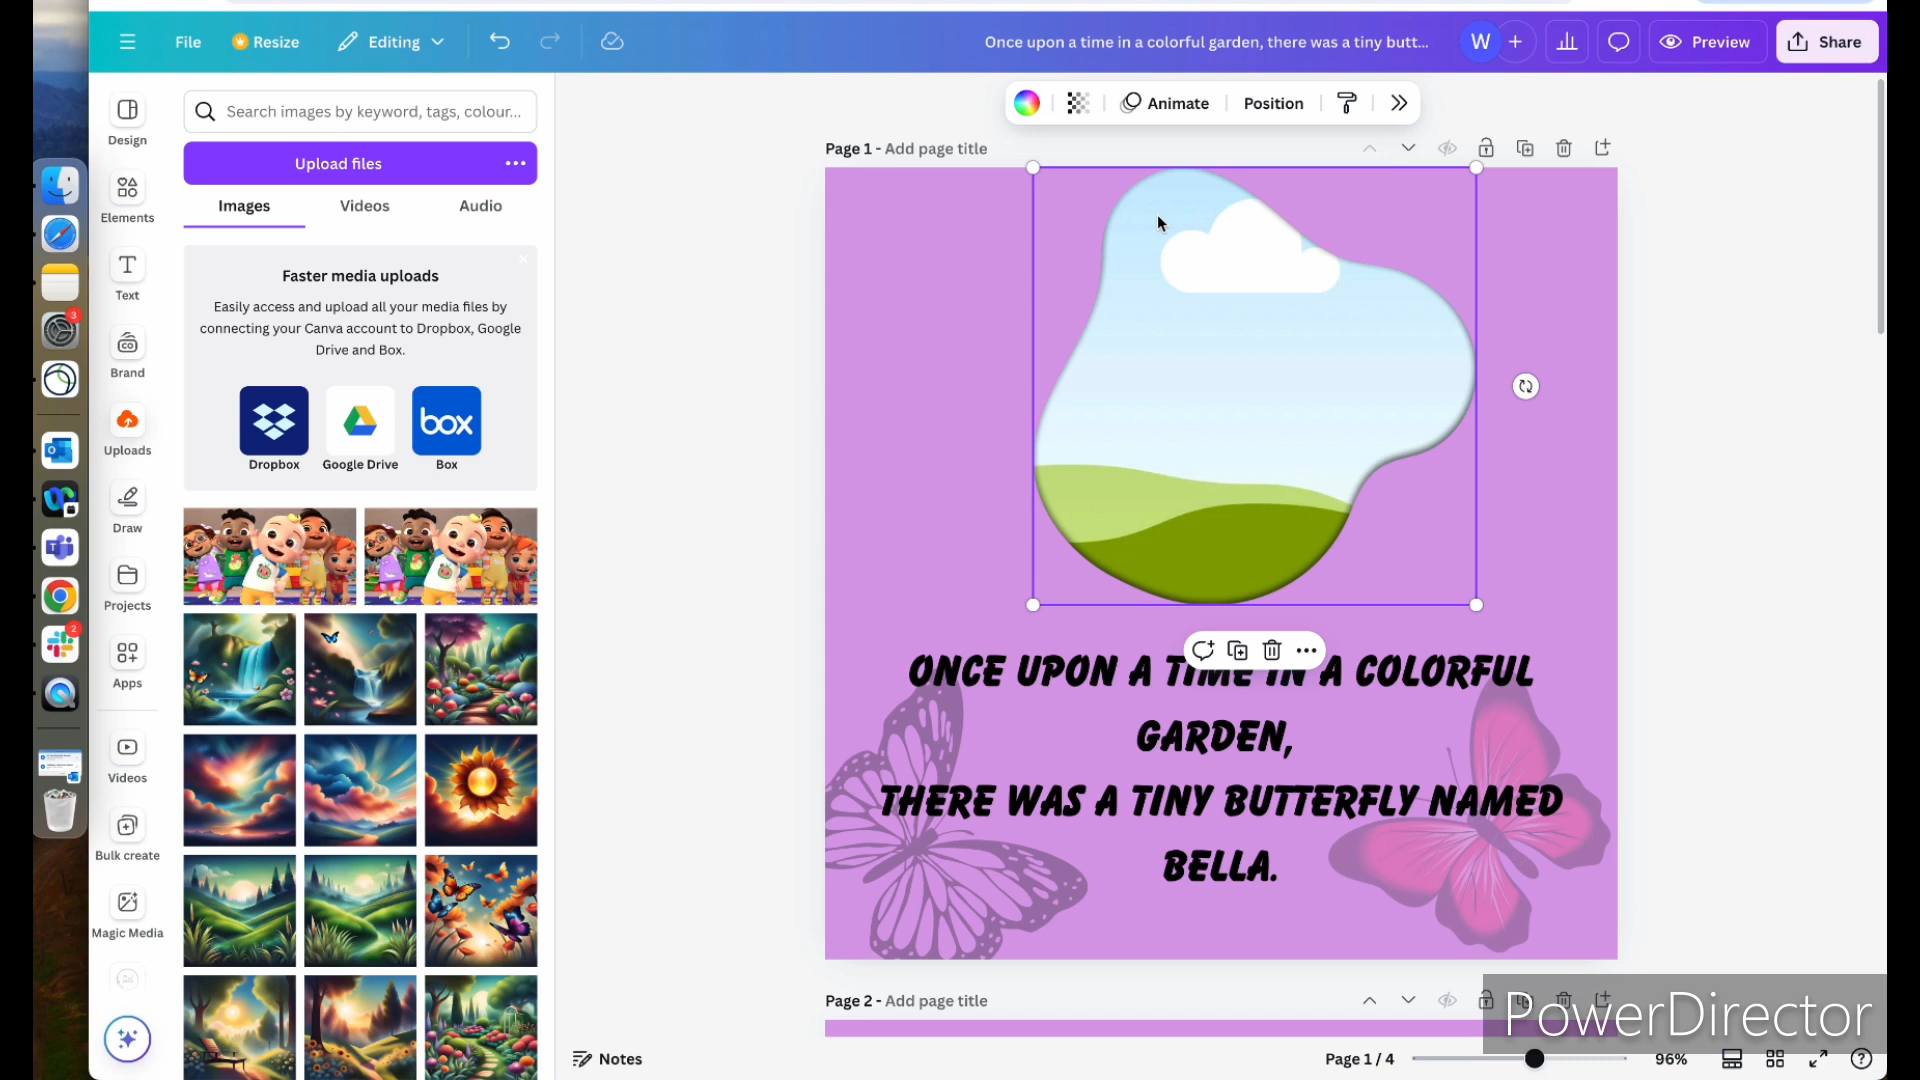 File
Resize
Editing
Once upon a time in a colorful garden, there was a tiny butt...
W
Preview
Share
Design
Elements
Text
Brand
Uploads
Draw
Projects
Apps
Videos
Bulk create
Magic Media
Search images by keyword, tags, colour...
Upload files
Images
Videos
Audio
Faster media uploads
Easily access and upload all your media files by
connecting your Canva account to Dropbox, Google
Drive and Box.
box
Dropbox
Google Drive
Box
3
2
Animate
Position
Page 1 - Add page title
ONCE UPON A TIME IN A COLORFUL
GARDEN,
THERE WAS A TINY BUTTERFLY NAMED
BELLA.
Page 2 - Add page title
PowerDirector
Notes
Page 1 / 4
96%